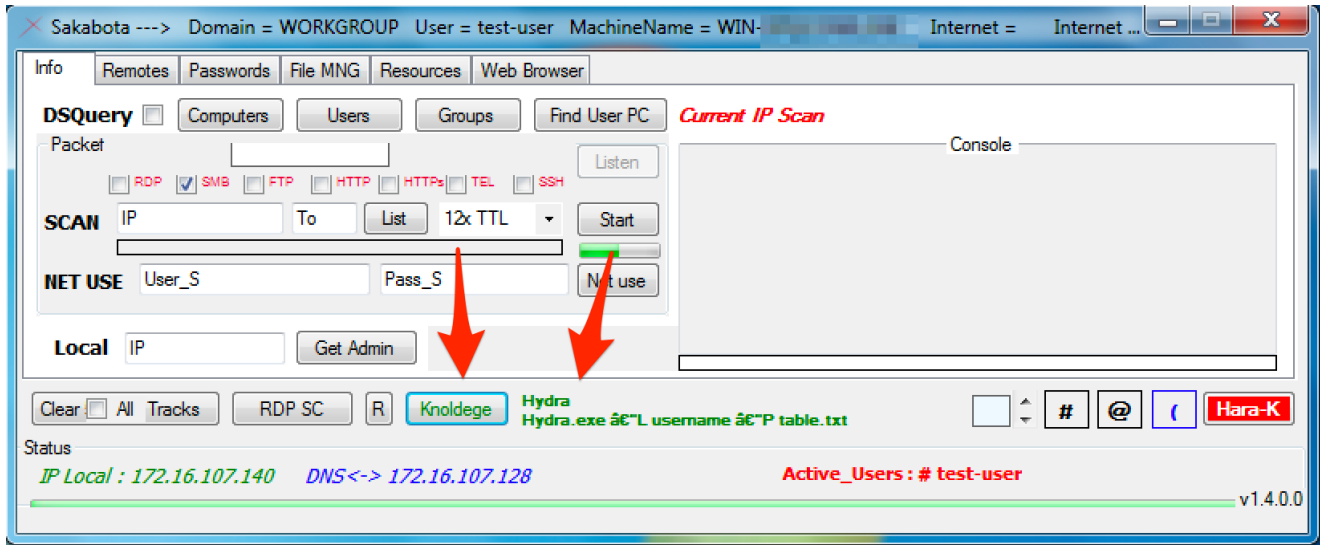 Sakabota ---> Domain = WORKGROUP User = test-user MachineName = WIN- Internet = Internet ...
Info Remotes Passwords File MNG Resources Web Browser
DSQuery Computers Users Groups Find User PC Current IP Scan
Packet Console
Listen
RDP SMB FTP HTTP HTTPs TEL SSH
SCAN IP To List 12x TTL Start
NET USE User_S Pass_S Net use
Local IP Get Admin
Clear All Tracks RDP SC R Knoldege Hydra
Hydra.exe â€“L username â€“P table.txt
# @ ( Hara-K
Status
IP Local : 172.16.107.140 DNS<-> 172.16.107.128 Active_Users : # test-user
v1.4.0.0